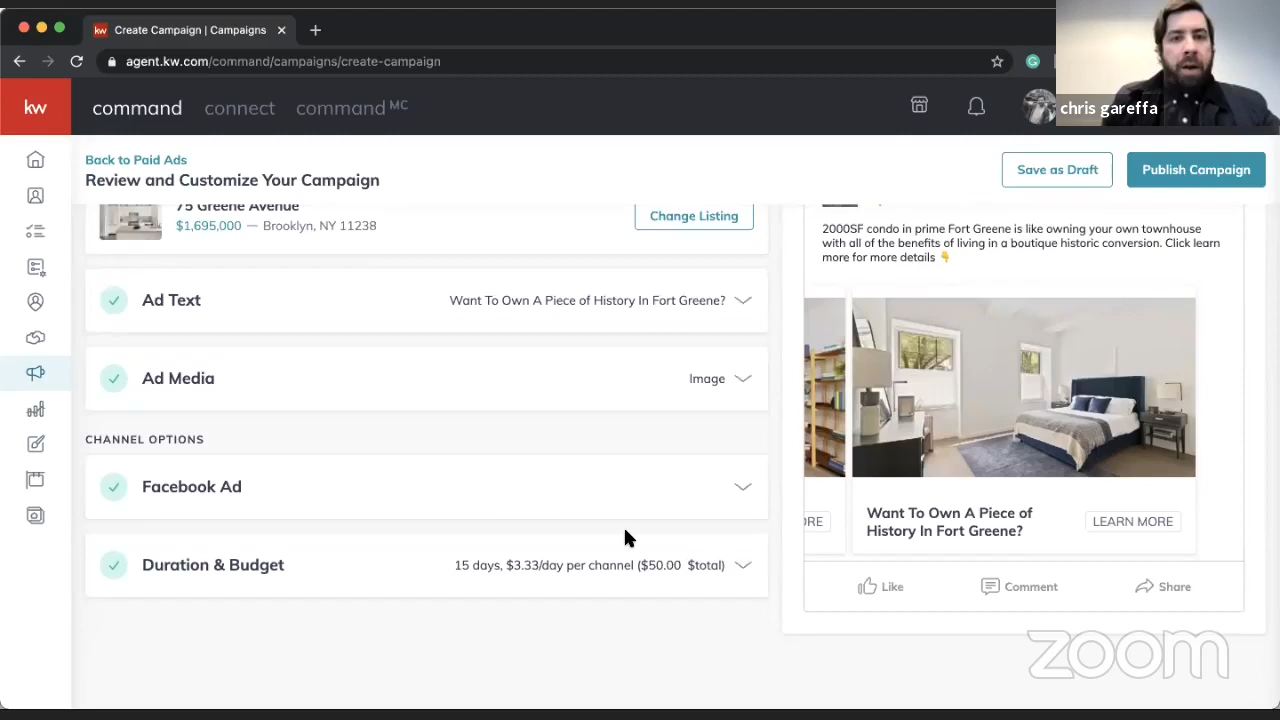 kw Create Campaign | Campaigns
agent.kw.com/command/campaigns/create-campaign
chris gareffa
kw command connect command MC
Back to Paid Ads
Review and Customize Your Campaign
Save as Draft
Publish Campaign
75 Greene Avenue
$1,695,000 — Brooklyn, NY 11238
Change Listing
Ad Text
Want To Own A Piece of History In Fort Greene?
Ad Media
Image
CHANNEL OPTIONS
Facebook Ad
Duration & Budget
15 days, $3.33/day per channel ($50.00 $total)
2000SF condo in prime Fort Greene is like owning your own townhouse
with all of the benefits of living in a boutique historic conversion. Click learn
more for more details 👇
ORE
Want To Own A Piece of
History In Fort Greene?
LEARN MORE
Like
Comment
Share
zoom